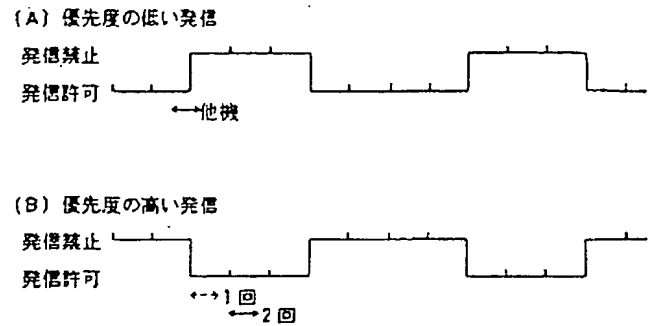 (A) 優先度の低い発信
発信禁止
発信許可
他機
(B) 優先度の高い発信
発信禁止
発信許可
1回
2回